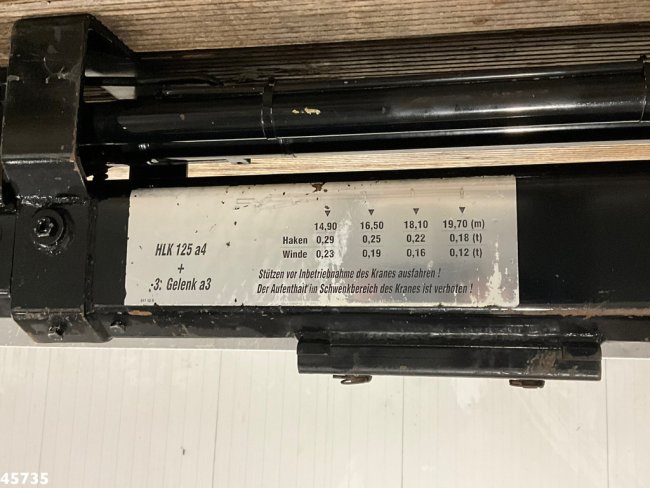 14,90 16,50 18,10 19,70 (m)
Haken 0,29 0,25 0,22 0,18 (t)
Winde 0,23 0,19 0,16 0,12 (t)
HLK 125 a4
+
:3: Gelenk a3
Stützen vor Inbetriebnahme des Kranes ausfahren !
Der Aufenthalt im Schwenkbereich des Kranes ist verboten !
45735